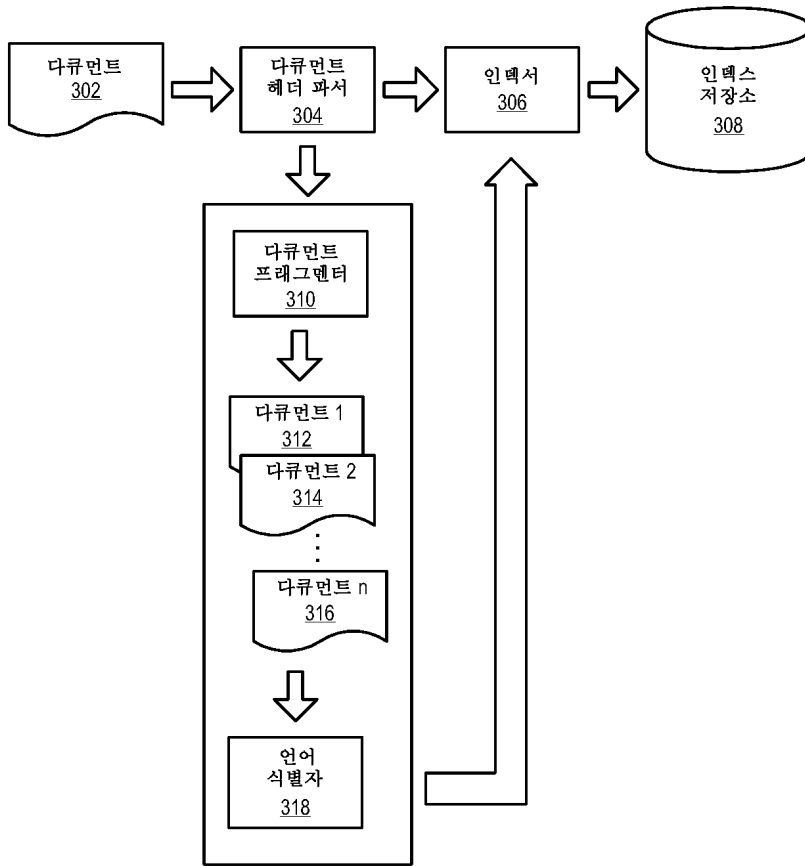 다큐먼트
302
다큐먼트
헤더 파서
304
인덱서
306
인덱스
저장소
308
다큐먼트
프래그멘터
310
다큐먼트 1
312
다큐먼트 2
314
다큐먼트 n
316
언어
식별자
318